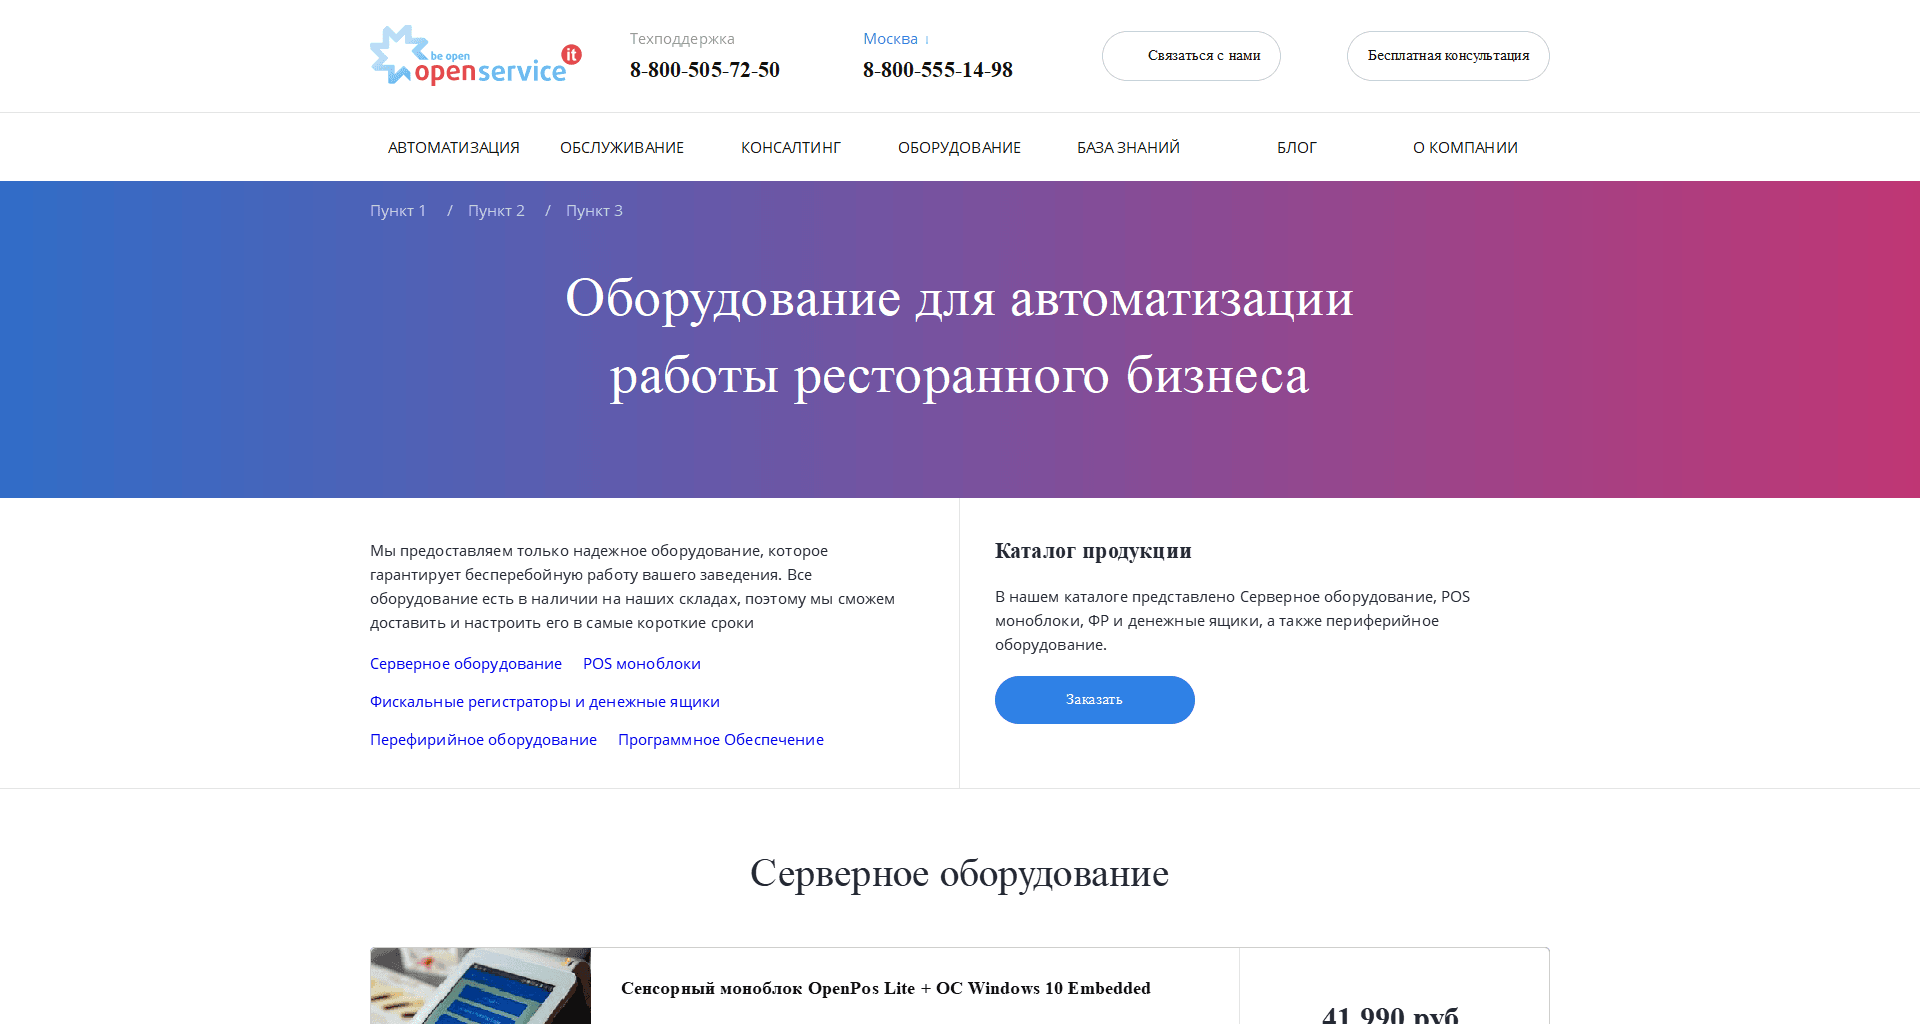 be open
openservice it
Техподдержка
8-800-505-72-50
Москва
8-800-555-14-98
Связаться с нами
Бесплатная консультация
АВТОМАТИЗАЦИЯ ОБСЛУЖИВАНИЕ КОНСАЛТИНГ ОБОРУДОВАНИЕ БАЗА ЗНАНИЙ БЛОГ О КОМПАНИИ
Пункт 1 / Пункт 2 / Пункт 3
Оборудование для автоматизации
работы ресторанного бизнеса
Мы предоставляем только надежное оборудование, которое
гарантирует бесперебойную работу вашего заведения. Все
оборудование есть в наличии на наших складах, поэтому мы сможем
доставить и настроить его в самые короткие сроки
Серверное оборудование POS моноблоки
Фискальные регистраторы и денежные ящики
Перефирийное оборудование Программное Обеспечение
Каталог продукции
В нашем каталоге представлено Серверное оборудование, POS
моноблоки, ФР и денежные ящики, а также периферийное
оборудование.
Заказать
Серверное оборудование
Сенсорный моноблок OpenPos Lite + ОС Windows 10 Embedded
41 990 руб